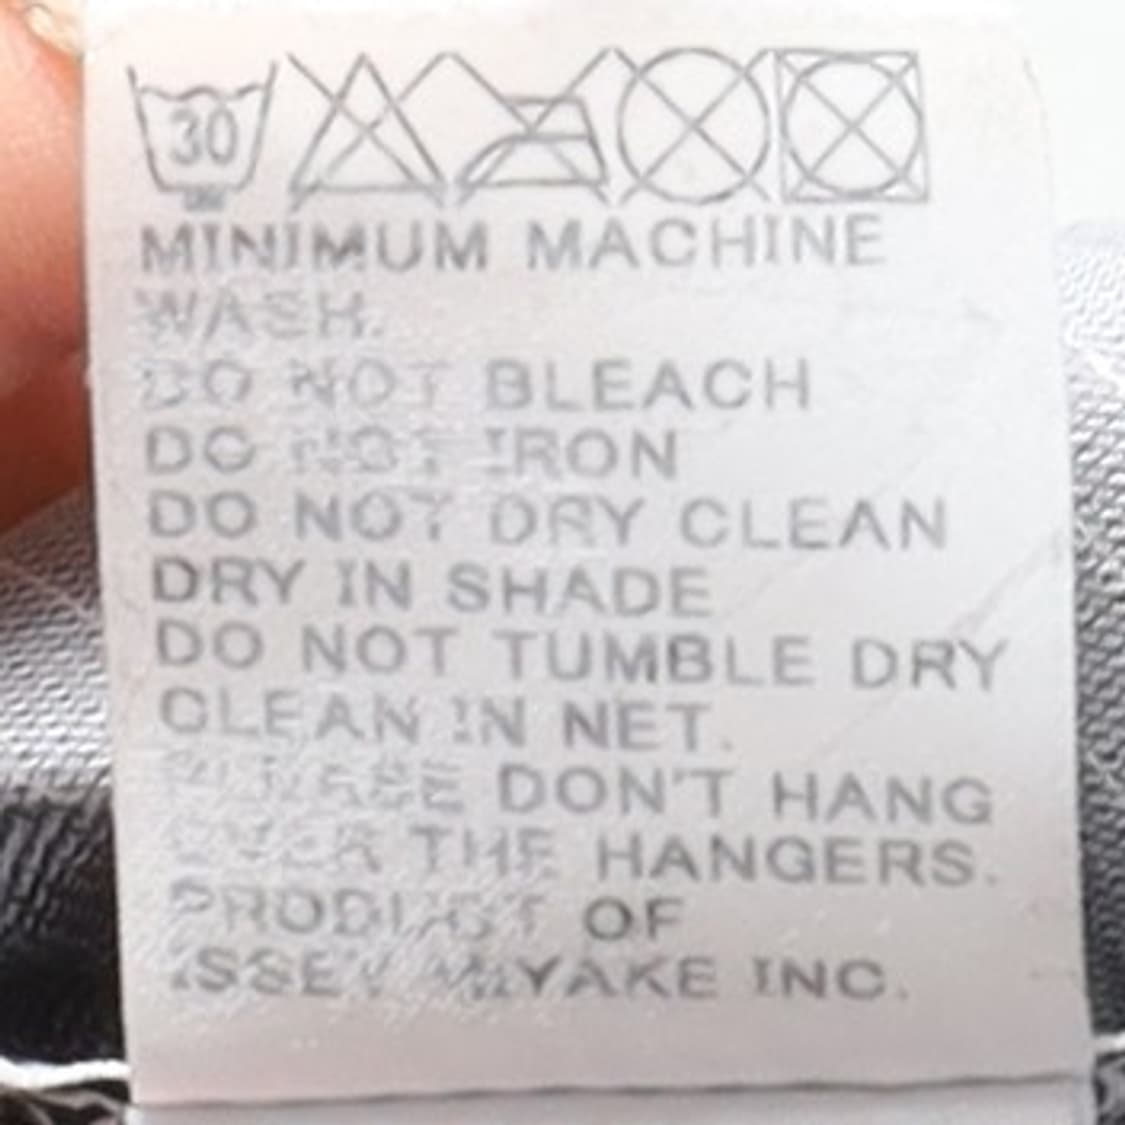 30
MINIMUM MACHINE
WASH.
DO NOT BLEACH
DO NOT IRON
DO NOT DRY CLEAN
DRY IN SHADE
DO NOT TUMBLE DRY
CLEAN IN NET.
PLEASE DON'T HANG
OVER THE HANGERS.
PRODUCT OF
ISSEY MIYAKE INC.